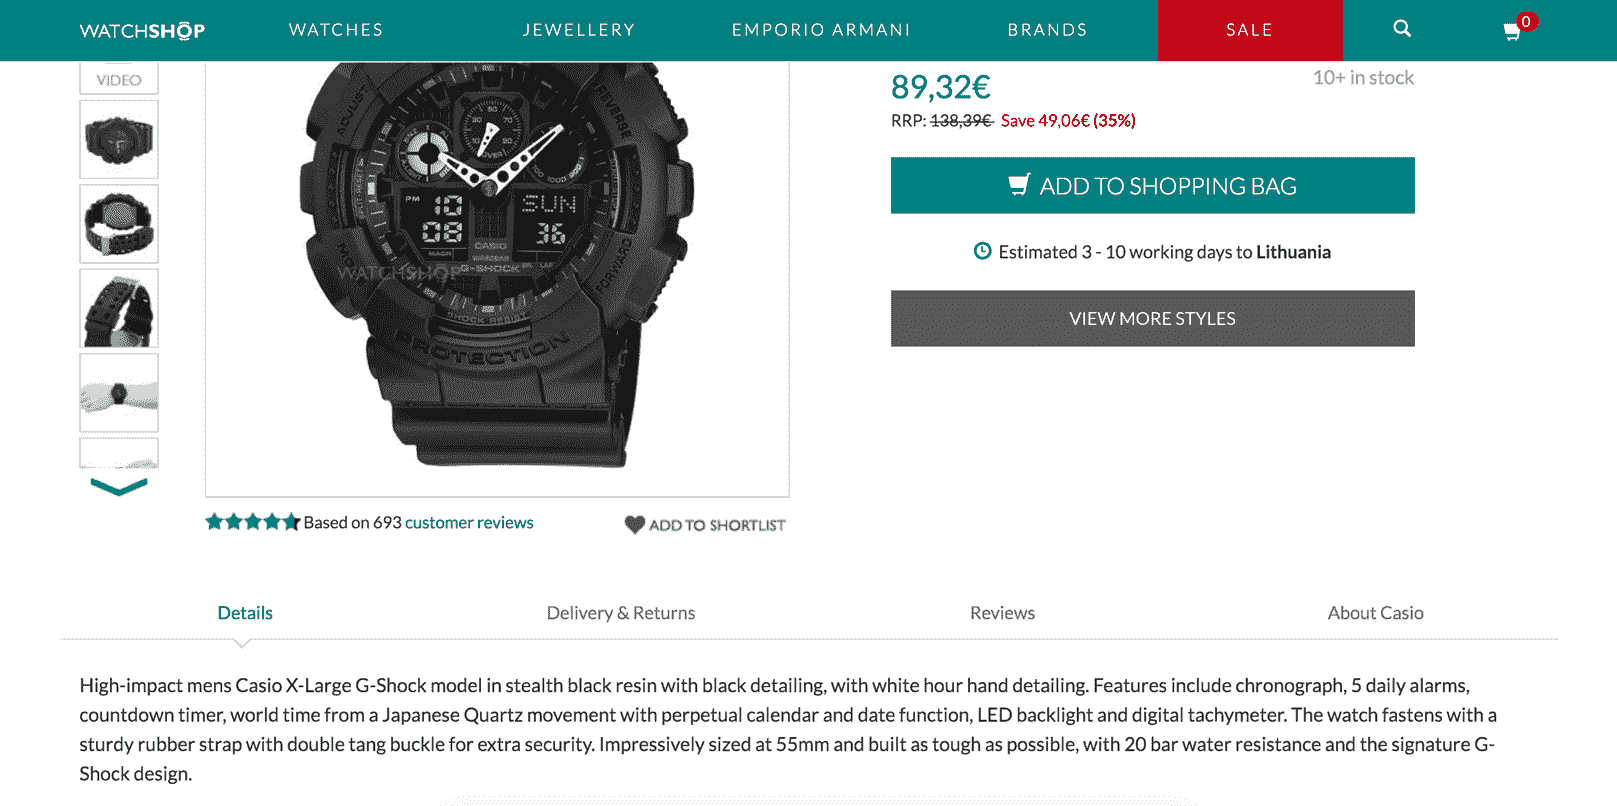 WATCHSHOP
WATCHES
JEWELLERY
EMPORIO ARMANI
BRANDS
SALE
0
VIDEO
ADJUST
REVERSE
MODE
FORWARD
PM 10 SUN
08 36
CASIO
WR20BAR
G-SHOCK
WATCHSHOP
SHOCK RESIST
PROTECTION
89,32€
10+ in stock
RRP: 138,39€ Save 49,06€ (35%)
ADD TO SHOPPING BAG
Estimated 3 - 10 working days to Lithuania
VIEW MORE STYLES
Based on 693 customer reviews
ADD TO SHORTLIST
Details
Delivery & Returns
Reviews
About Casio
High-impact mens Casio X-Large G-Shock model in stealth black resin with black detailing, with white hour hand detailing. Features include chronograph, 5 daily alarms,
countdown timer, world time from a Japanese Quartz movement with perpetual calendar and date function, LED backlight and digital tachymeter. The watch fastens with a
sturdy rubber strap with double tang buckle for extra security. Impressively sized at 55mm and built as tough as possible, with 20 bar water resistance and the signature G-
Shock design.